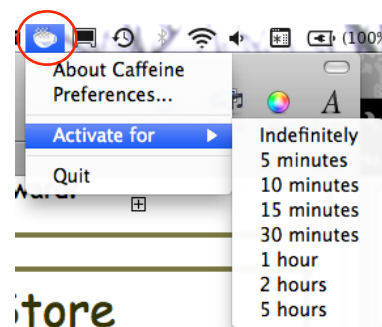 (100%
About Caffeine
Preferences...
A
Activate for
Indefinitely
5 minutes
Quit
10 minutes
15 minutes
30 minutes
1 hour
2 hours
tore
5 hours